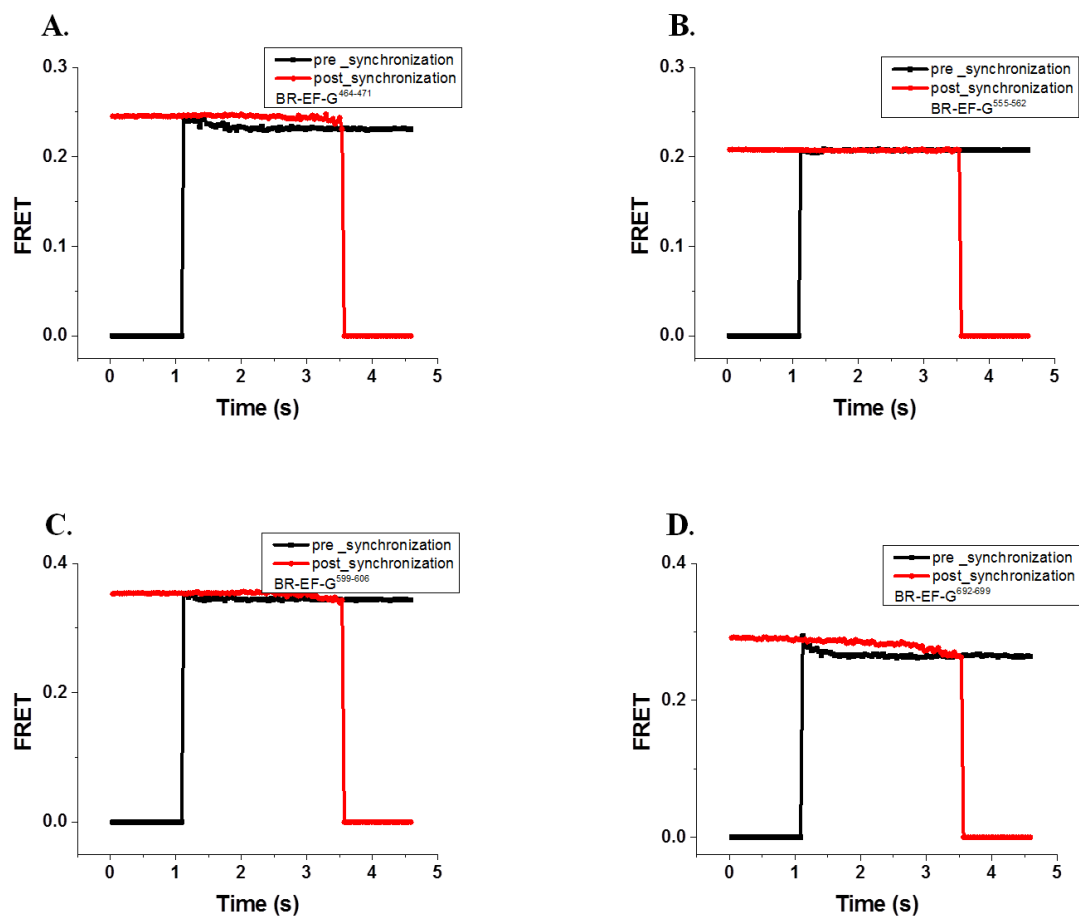 A.
pre _synchronization
post_synchronization
BR-EF-G464-471
0.3
0.2
0.1
0.0
FRET
0 1 2 3 4 5
Time (s)
B.
pre _synchronization
post_synchronization
BR-EF-G555-562
0.3
0.2
0.1
0.0
FRET
0 1 2 3 4 5
Time (s)
C.
pre _synchronization
post_synchronization
BR-EF-G599-606
0.4
0.2
0.0
FRET
0 1 2 3 4 5
Time (s)
D.
pre _synchronization
post_synchronization
BR-EF-G692-699
0.4
0.2
0.0
FRET
0 1 2 3 4 5
Time (s)